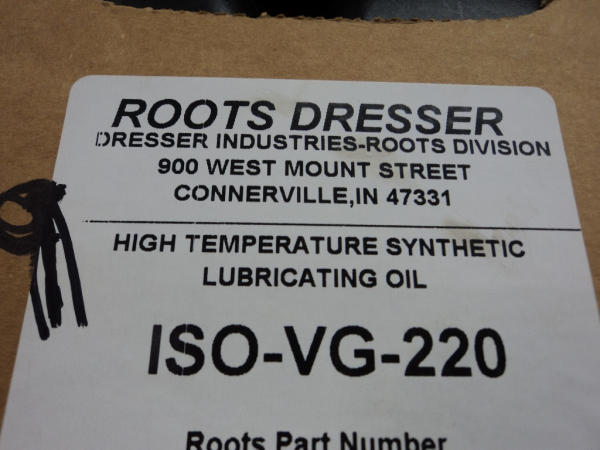 ROOTS DRESSER
DRESSER INDUSTRIES-ROOTS DIVISION
900 WEST MOUNT STREET
CONNERVILLE,IN 47331
HIGH TEMPERATURE SYNTHETIC
LUBRICATING OIL
ISO-VG-220
Roots Part Number